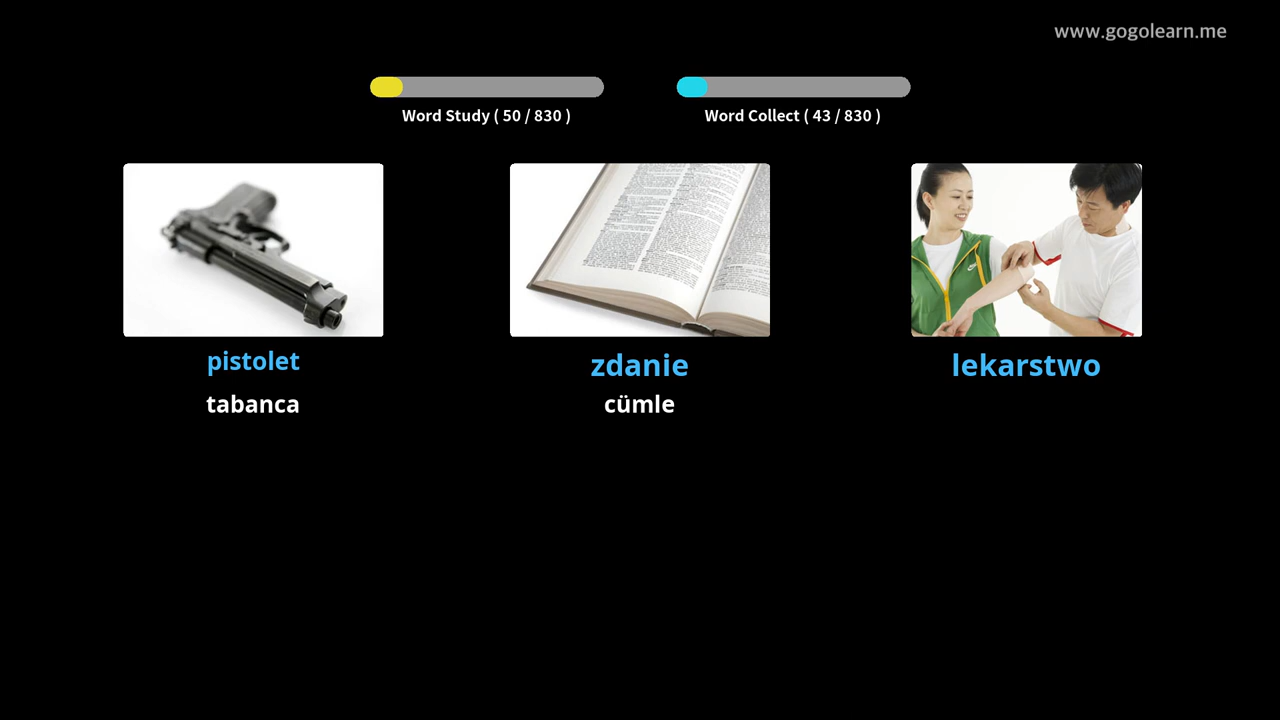 www.gogolearn.me
Word Study ( 50 / 830 )
Word Collect ( 43 / 830 )
pistolet
zdanie
lekarstwo
tabanca
cümle